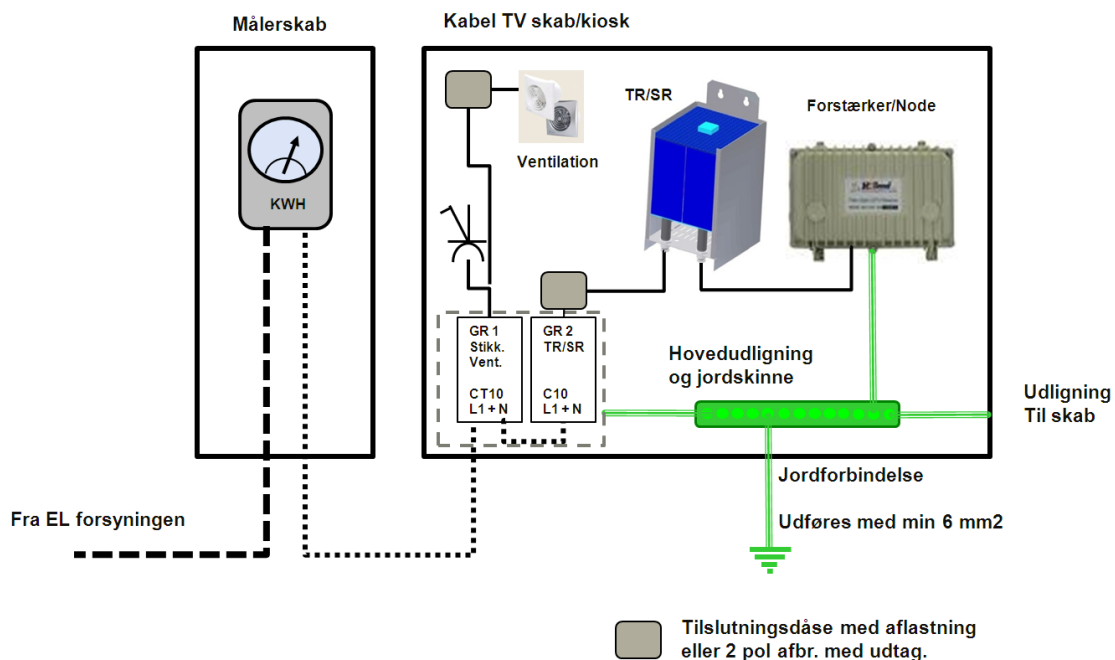 Målerskab
Kabel TV skab/kiosk
TR/SR
Forstærker/Node
Ventilation
KWH
GR 1
Stikk.
Vent.
CT10
L1 + N
GR 2
TR/SR
C10
L1 + N
Hovedudligning
og jordskinne
Udligning
Til skab
Jordforbindelse
Udføres med min 6 mm2
Fra EL forsyningen
Tilslutningsdåse med aflastning
eller 2 pol afbr. med udtag.